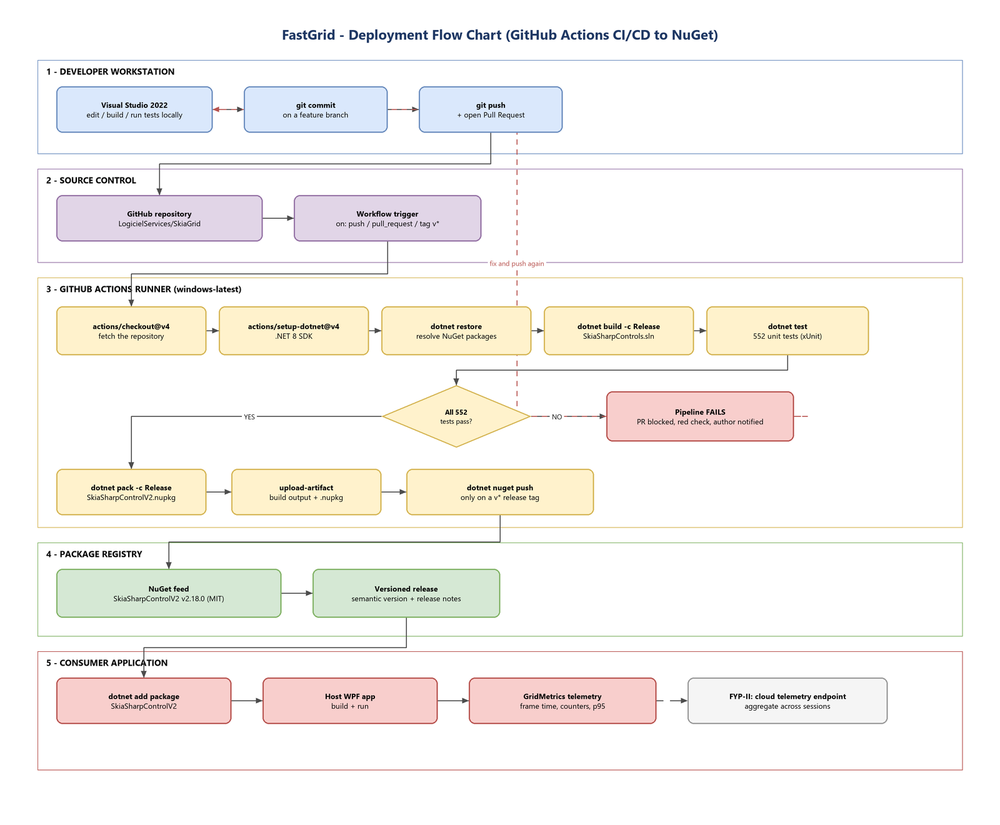 FastGrid - Deployment Flow Chart (GitHub Actions CI/CD to NuGet)
1 - DEVELOPER WORKSTATION
Visual Studio 2022
edit / build / run tests locally
git commit
on a feature branch
git push
+ open Pull Request
2 - SOURCE CONTROL
GitHub repository
LogicielServices/SkiaGrid
Workflow trigger
on: push / pull_request / tag v*
fix and push again
3 - GITHUB ACTIONS RUNNER (windows-latest)
actions/checkout@v4
fetch the repository
actions/setup-dotnet@v4
.NET 8 SDK
dotnet restore
resolve NuGet packages
dotnet build -c Release
SkiaSharpControls.sln
dotnet test
552 unit tests (xUnit)
All 552
tests pass?
YES
NO
Pipeline FAILS
PR blocked, red check, author notified
dotnet pack -c Release
SkiaSharpControlV2.nupkg
upload-artifact
build output + .nupkg
dotnet nuget push
only on a v* release tag
4 - PACKAGE REGISTRY
NuGet feed
SkiaSharpControlV2 v2.18.0 (MIT)
Versioned release
semantic version + release notes
5 - CONSUMER APPLICATION
dotnet add package
SkiaSharpControlV2
Host WPF app
build + run
GridMetrics telemetry
frame time, counters, p95
FYP-II: cloud telemetry endpoint
aggregate across sessions